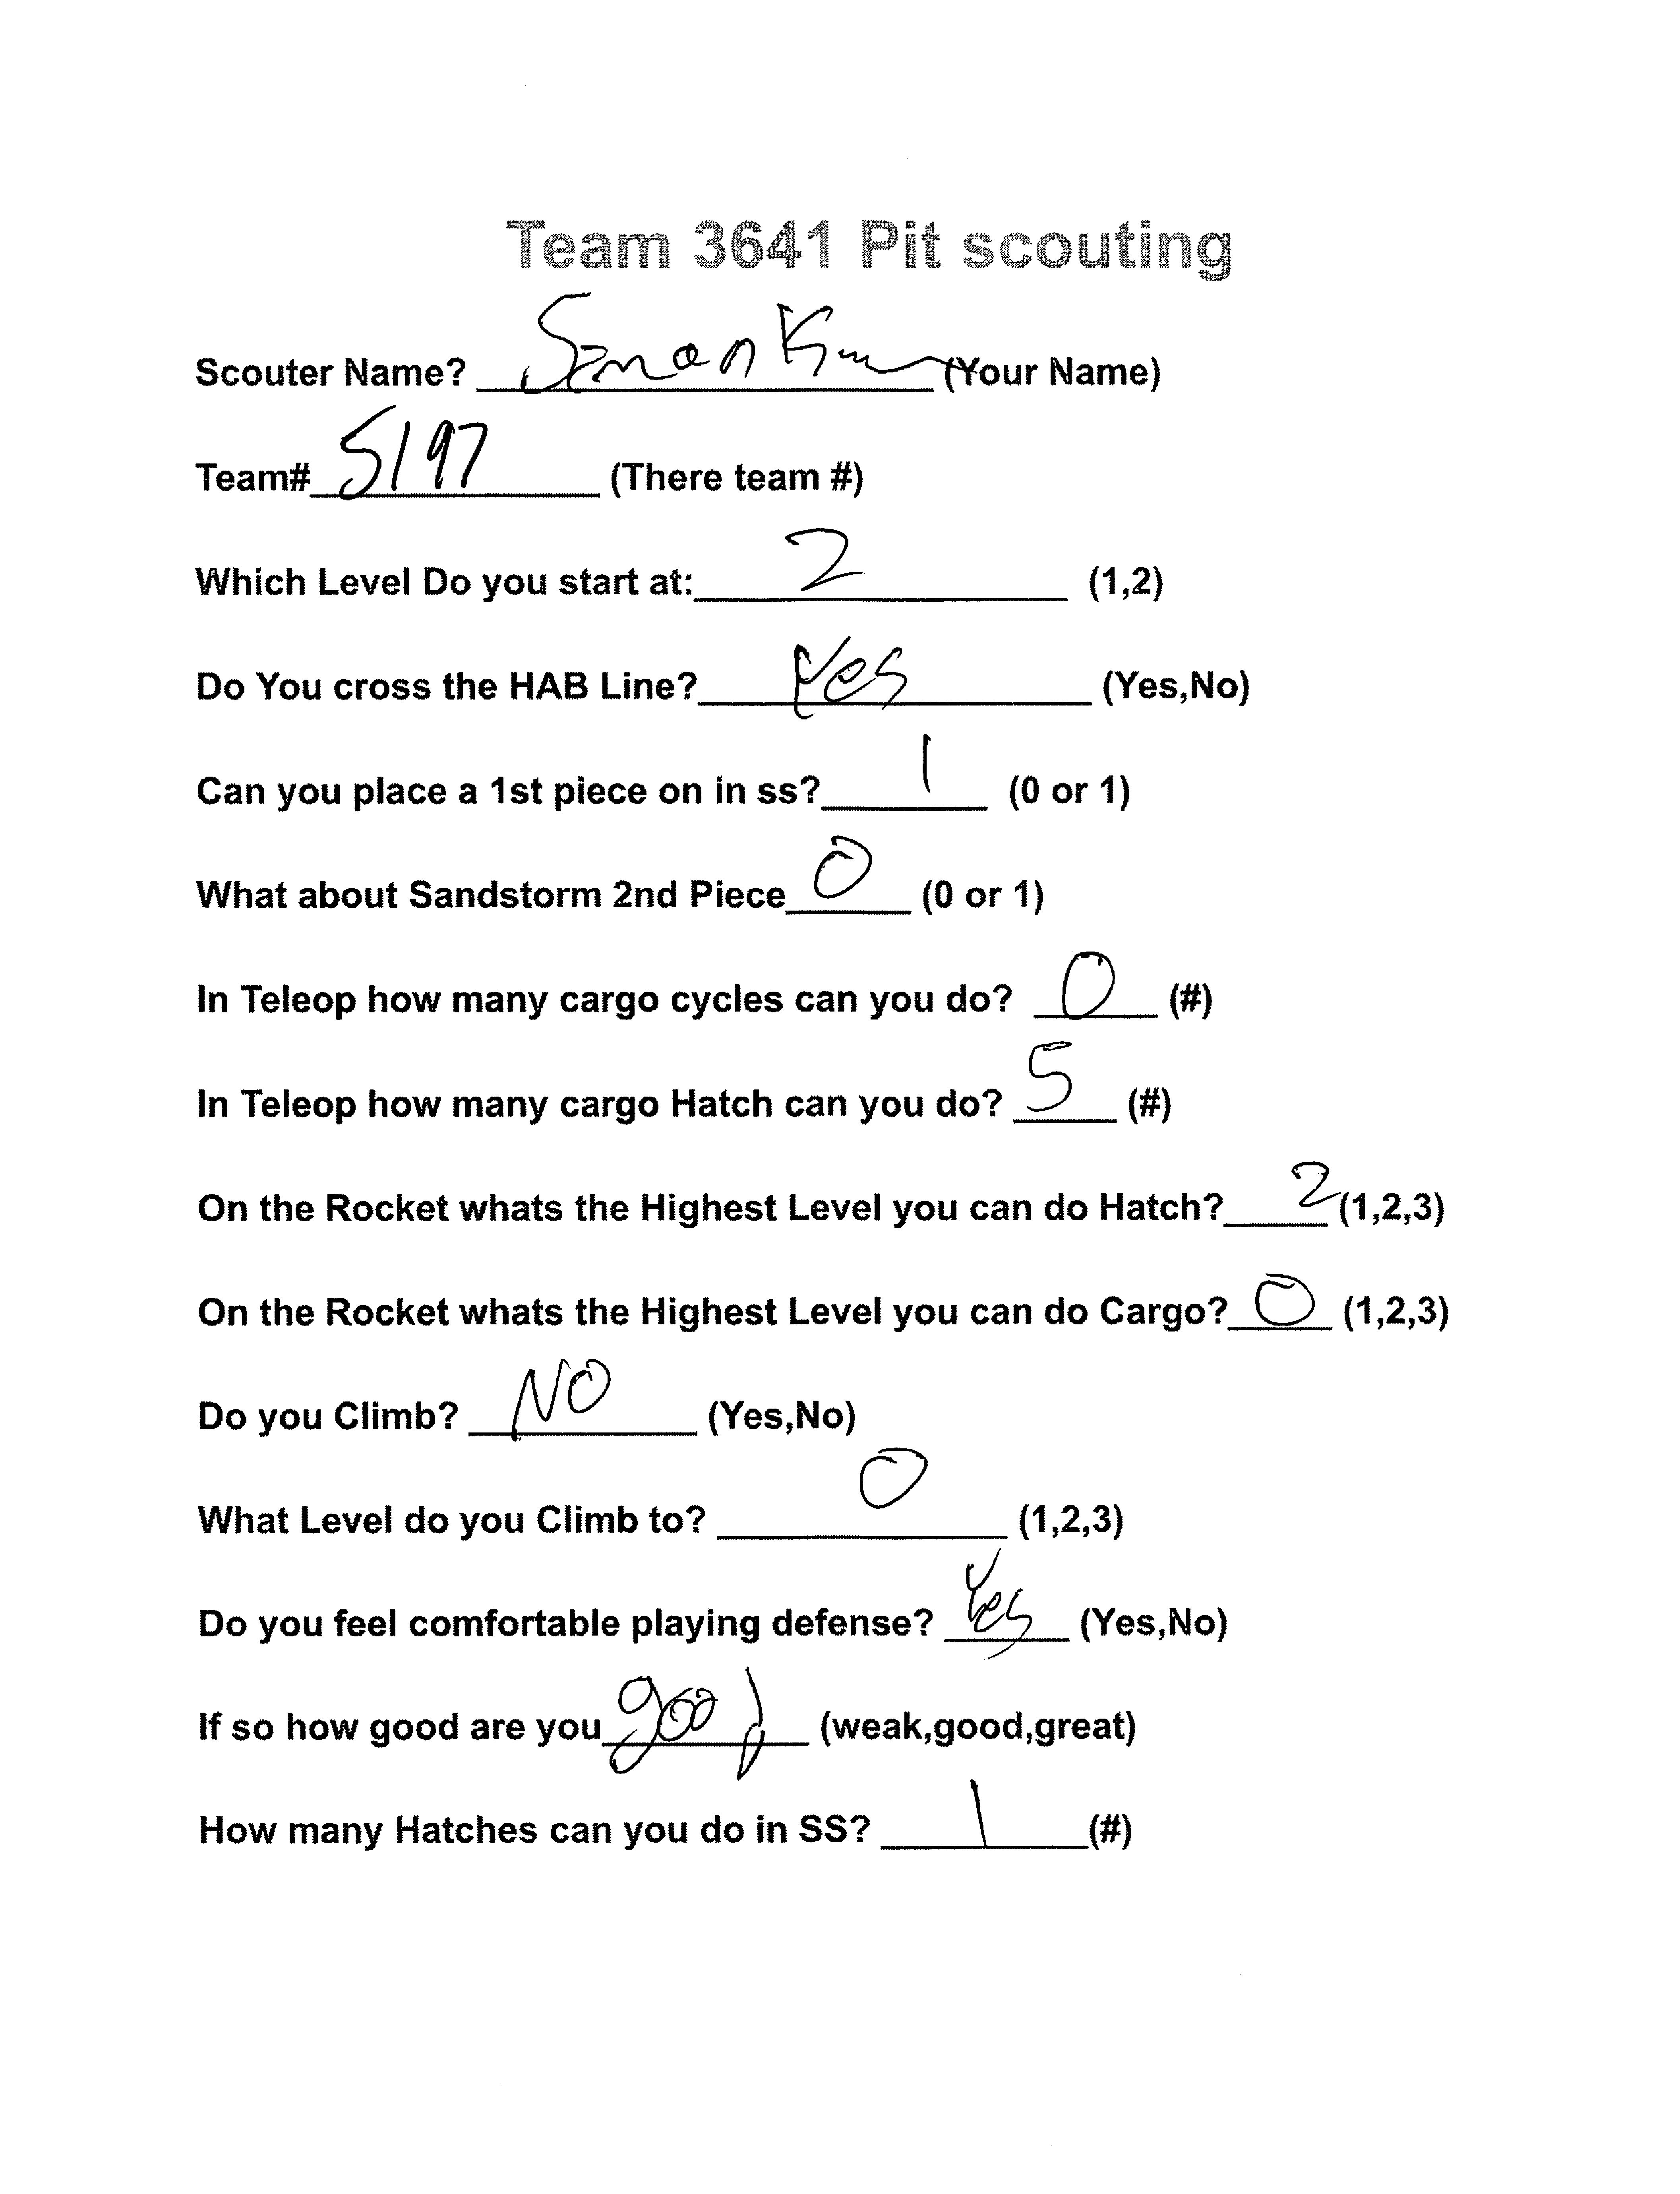 Team 3641 Pit scouting
Scouter Name? (Your Name)
Team# 5197 (There team #)
Which Level Do you start at: 2 (1,2)
Do You cross the HAB Line? Yes (Yes,No)
Can you place a 1st piece on in ss? 1 (0 or 1)
What about Sandstorm 2nd Piece 0 (0 or 1)
In Teleop how many cargo cycles can you do? 0 (#)
In Teleop how many cargo Hatch can you do? 5 (#)
On the Rocket whats the Highest Level you can do Hatch? 2 (1,2,3)
On the Rocket whats the Highest Level you can do Cargo? 0 (1,2,3)
Do you Climb? NO (Yes,No)
What Level do you Climb to? 0 (1,2,3)
Do you feel comfortable playing defense? Yes (Yes,No)
If so how good are you good (weak,good,great)
How many Hatches can you do in SS? 1 (#)